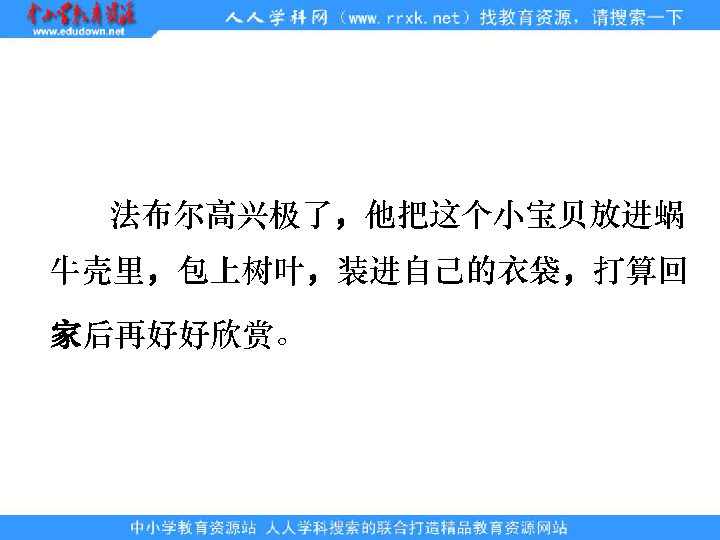 中小学教育资源
www.edudown.net
人人学科网（www.rrxk.net）找教育资源，请搜索一下
法布尔高兴极了，他把这个小宝贝放进蜗
牛壳里，包上树叶，装进自己的衣袋，打算回
家后再好好欣赏。
中小学教育资源站 人人学科搜索的联合打造精品教育资源网站